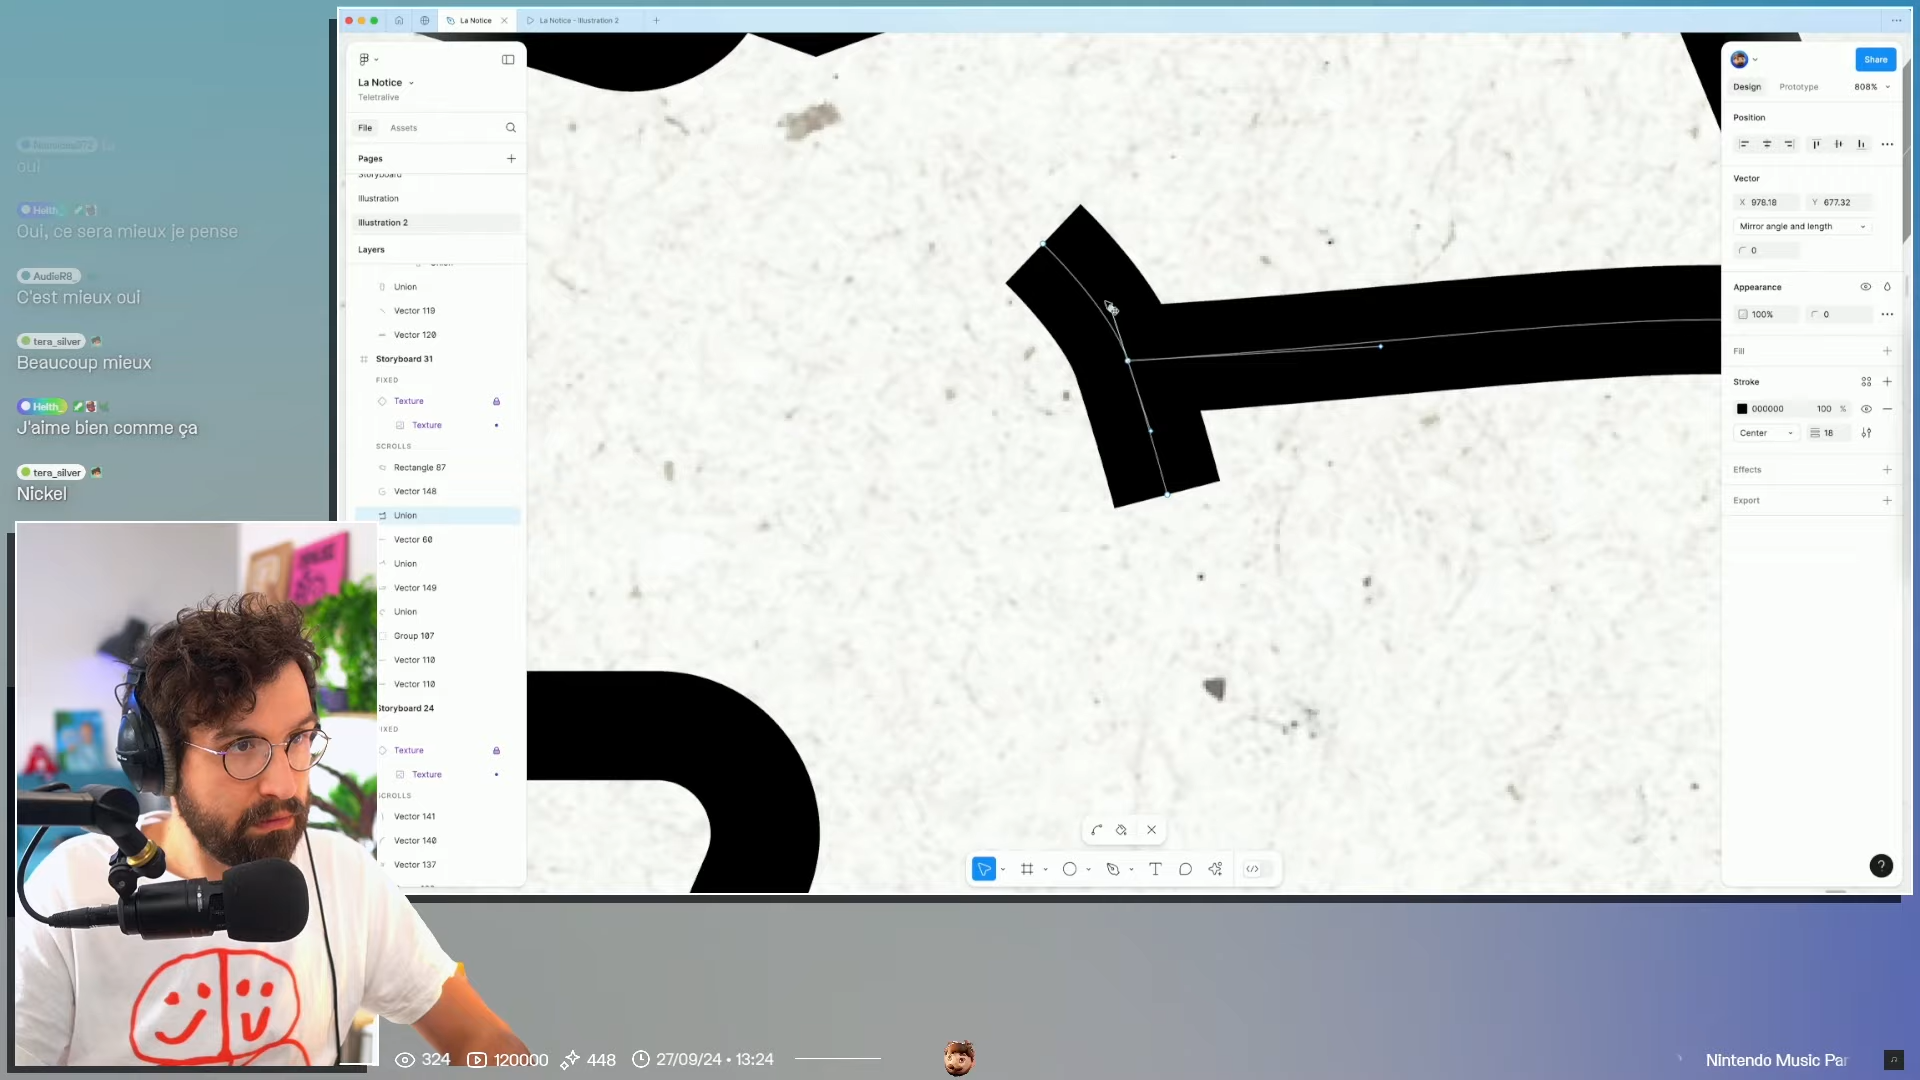 La Notice
La Notice - Illustration 2
La Notice
Teletralive
File
Assets
Pages
Storyboard
Illustration
Illustration 2
Layers
Union
Vector 119
Vector 120
Storyboard 31
FIXED
Texture
Texture
SCROLLS
Rectangle 87
Vector 148
Union
Vector 60
Union
Vector 149
Union
Group 107
Vector 110
Vector 110
Storyboard 24
Texture
Texture
Vector 141
Vector 140
Vector 137
oui
Helth_
Oui, ce sera mieux je pense
AudieR8_
C'est mieux oui
tera_silver
Beaucoup mieux
Helth_
J'aime bien comme ça
tera_silver
Nickel
Share
Design
Prototype
808%
Position
Vector
X 978.18
Y 677.32
Mirror angle and length
0
Appearance
100%
0
Fill
Stroke
000000
100 %
Center
18
Effects
Export
?
324
120000
448
27/09/24 • 13:24
Nintendo Music Par